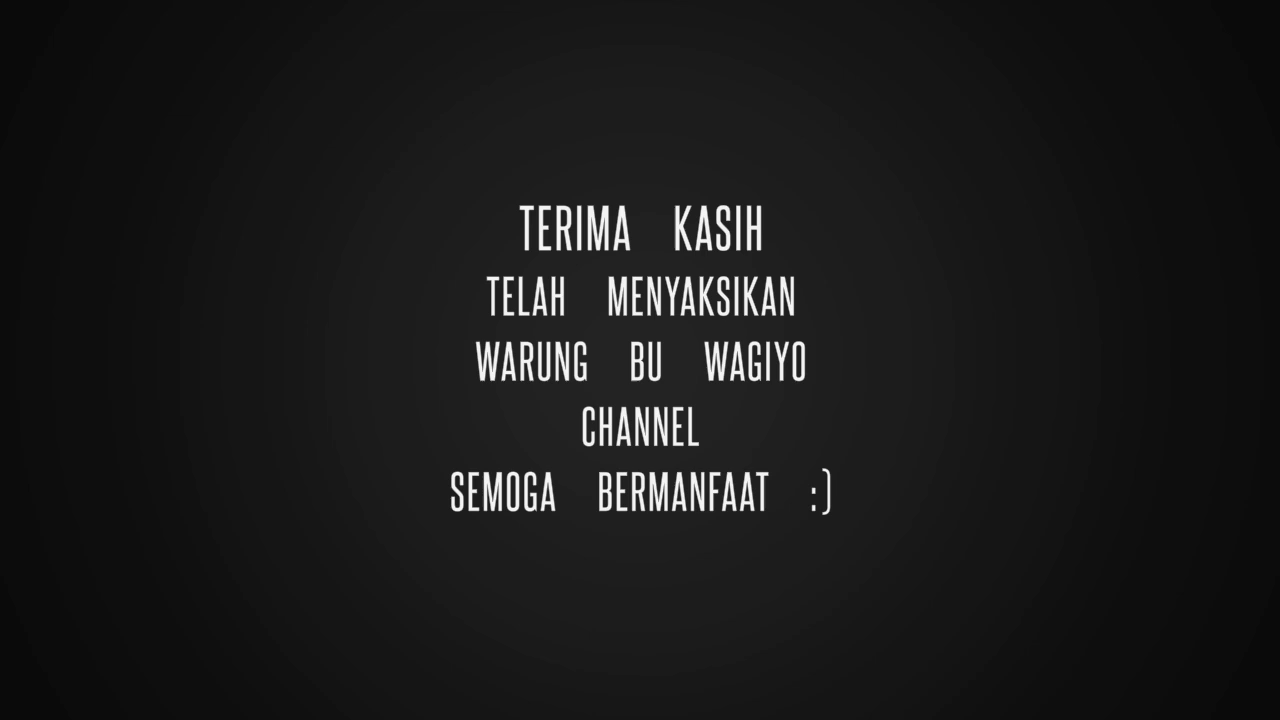 TERIMA KASIH
TELAH MENYAKSIKAN
WARUNG BU WAGIYO
CHANNEL
SEMOGA BERMANFAAT :)